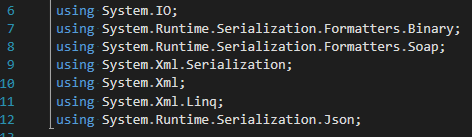 6 using System.IO;
7 using System.Runtime.Serialization.Formatters.Binary;
8 using System.Runtime.Serialization.Formatters.Soap;
9 using System.Xml.Serialization;
10 using System.Xml;
11 using System.Xml.Linq;
12 using System.Runtime.Serialization.Json;